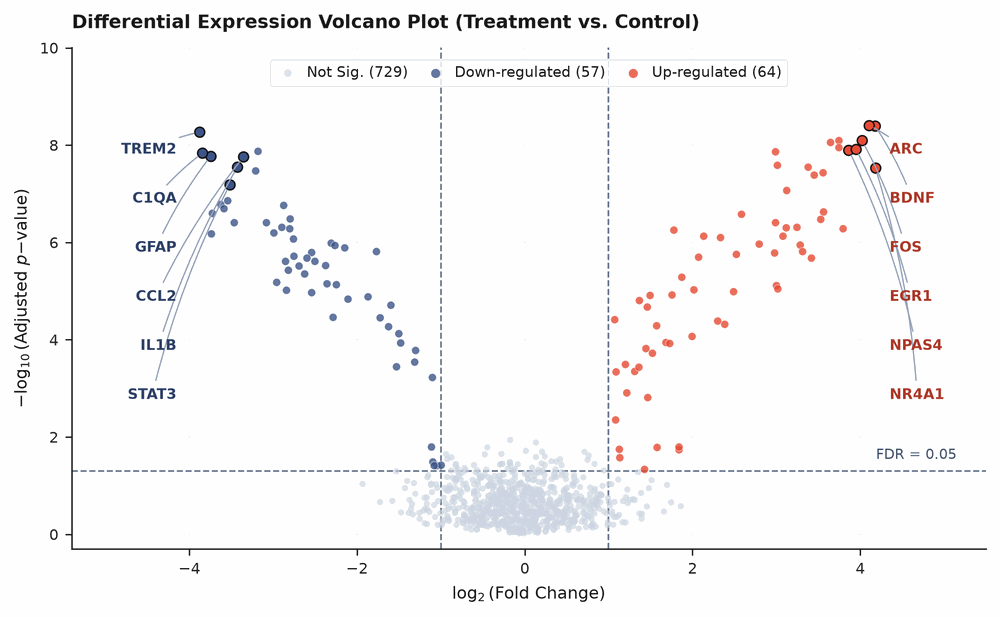 Differential Expression Volcano Plot (Treatment vs. Control)
Not Sig. (729)
Down-regulated (57)
Up-regulated (64)
−log₁₀ (Adjusted p−value)
10
8
6
4
2
0
TREM2
C1QA
GFAP
CCL2
IL1B
STAT3
ARC
BDNF
FOS
EGR1
NPAS4
NR4A1
FDR = 0.05
−4
−2
0
2
4
log₂ (Fold Change)